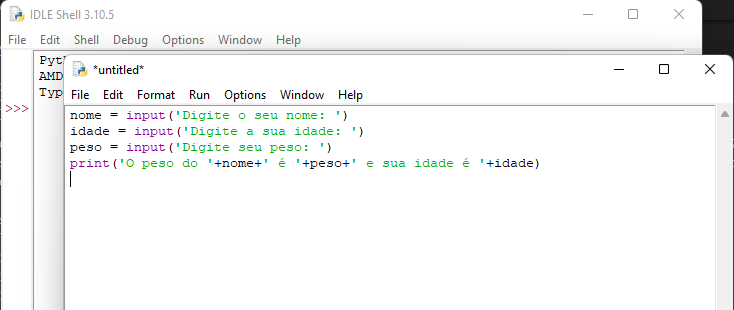 IDLE Shell 3.10.5
File Edit Shell Debug Options Window Help
AMD
Typ
>>>
*untitled*
File Edit Format Run Options Window Help
nome = input('Digite o seu nome: ')
idade = input('Digite a sua idade: ')
peso = input('Digite seu peso: ')
print('O peso do '+nome+' é '+peso+' e sua idade é '+idade)